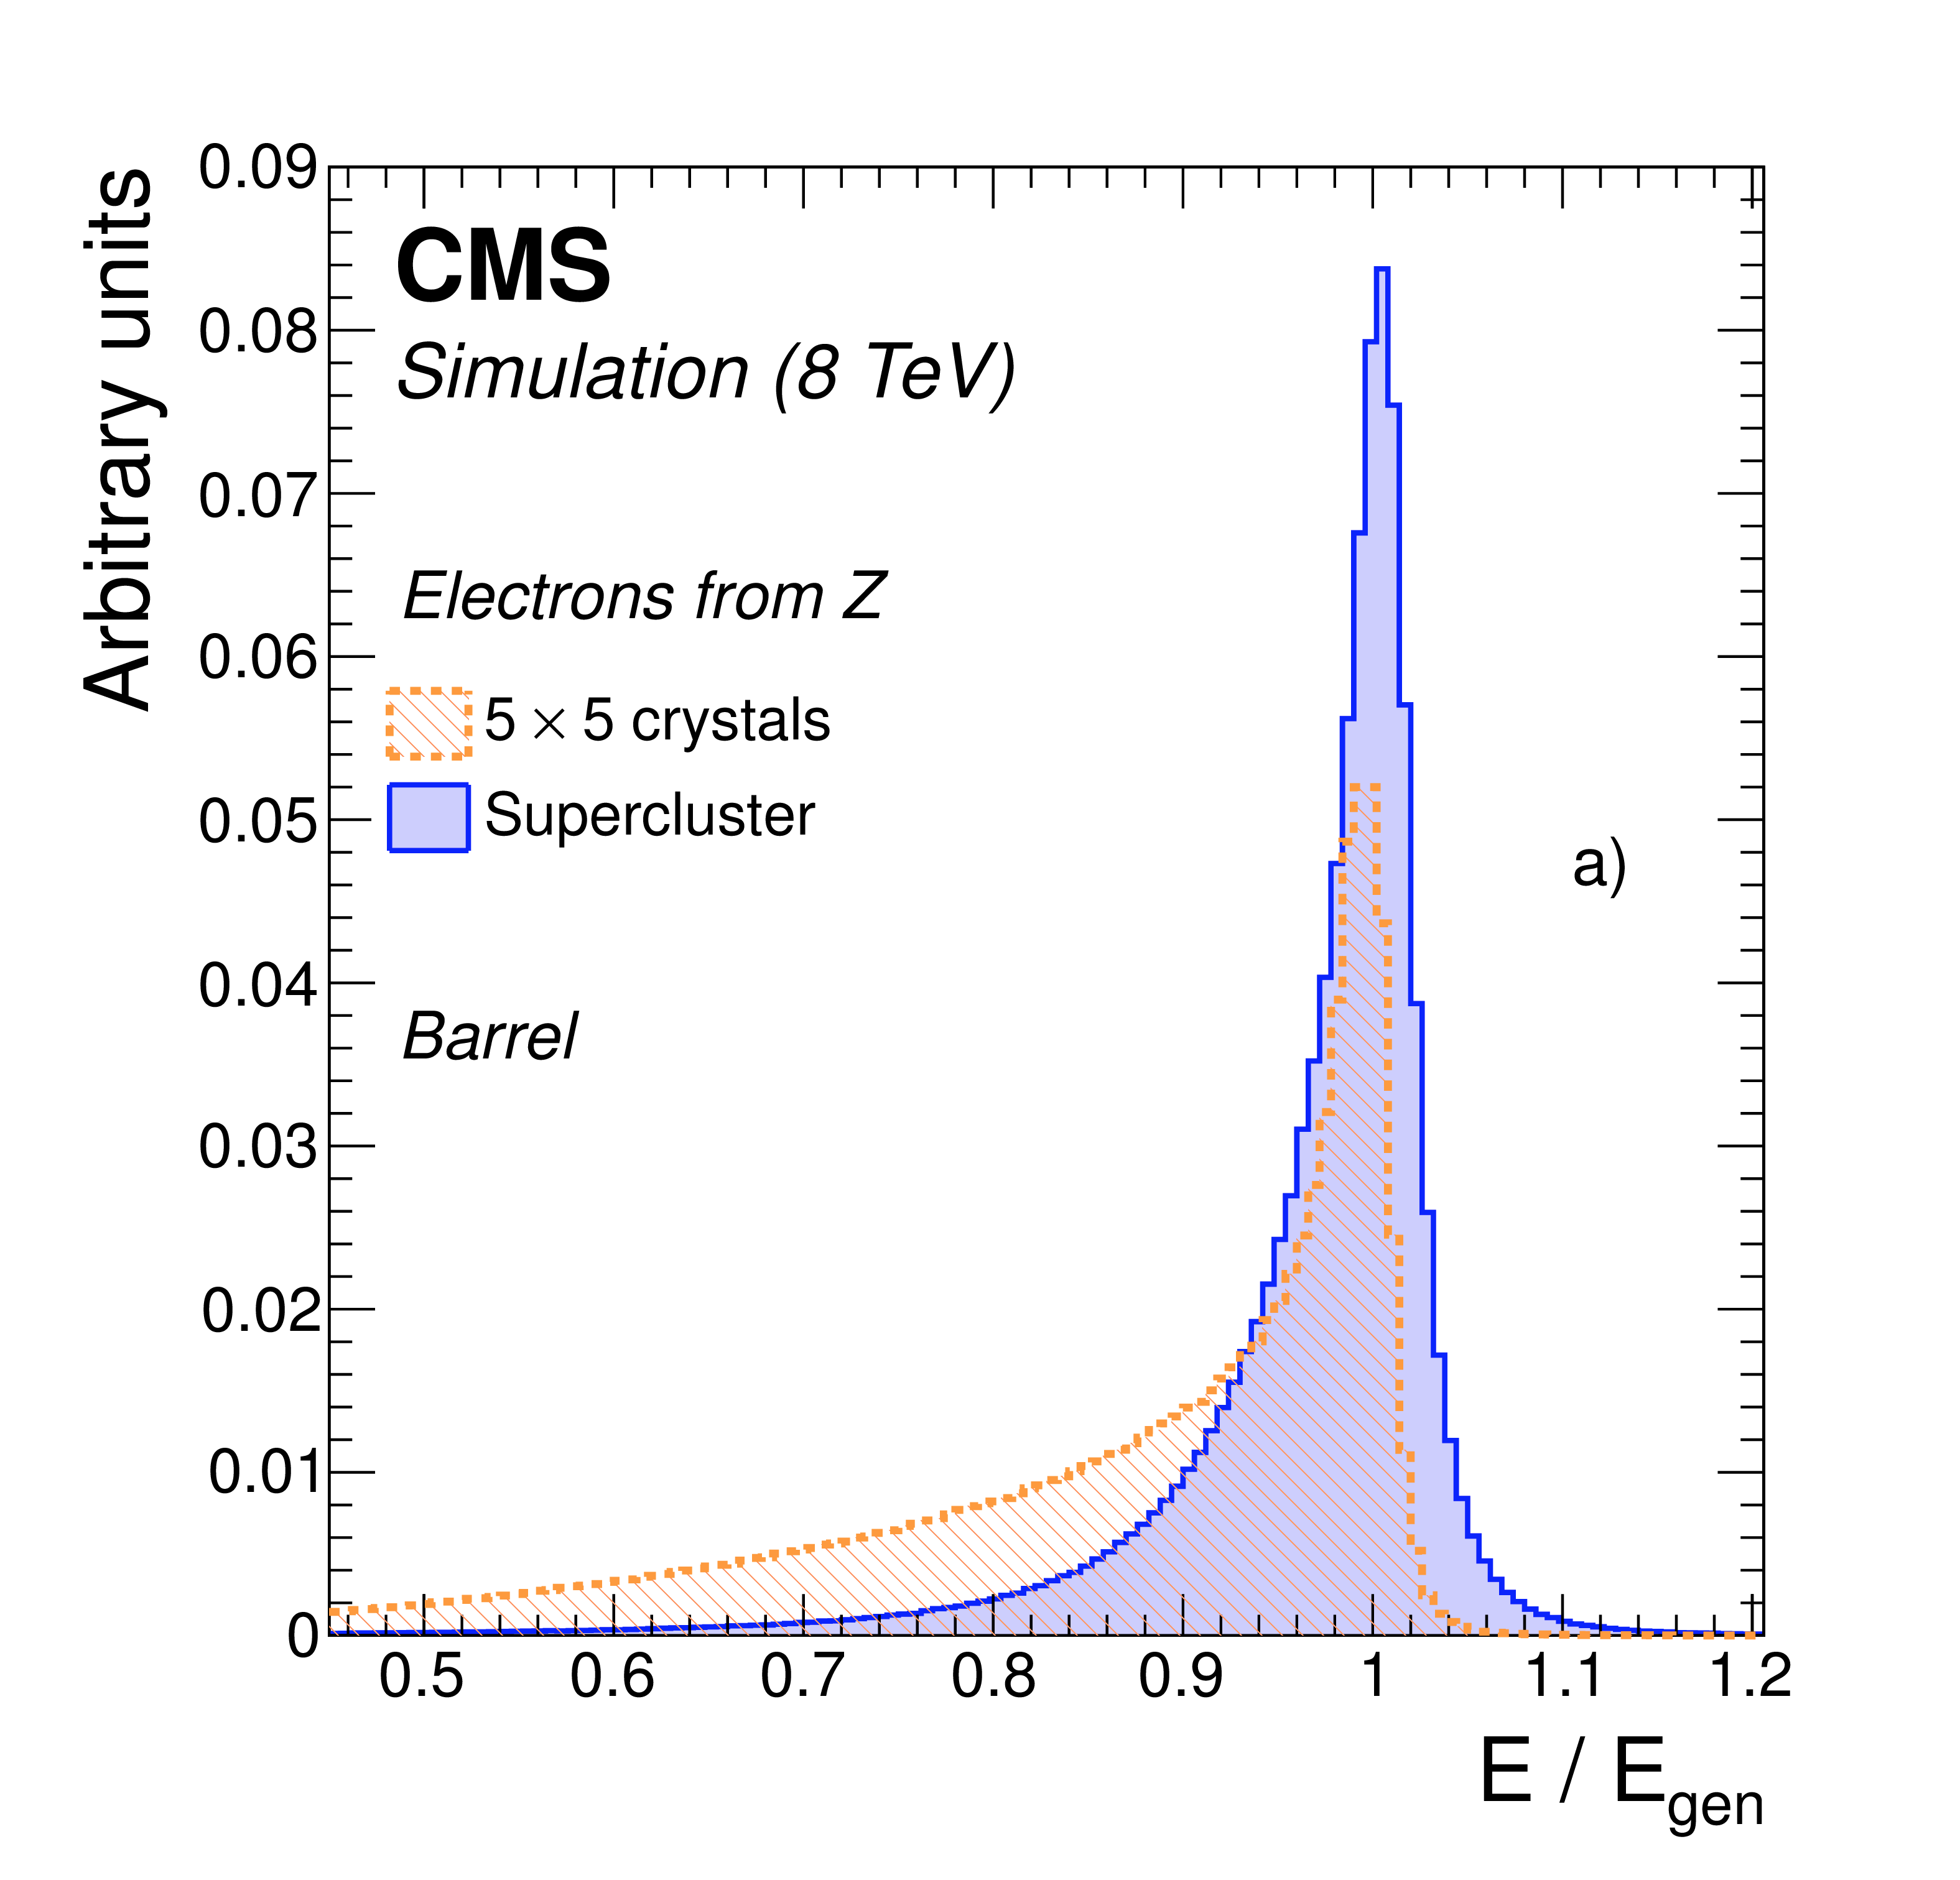 Arbitrary units
0.09
0.08
0.07
0.06
0.05
0.04
0.03
0.02
0.01
0
CMS
Simulation (8 TeV)
Electrons from Z
5 × 5 crystals
Supercluster
a)
Barrel
0.5 0.6 0.7 0.8 0.9 1 1.1 1.2
E / Egen